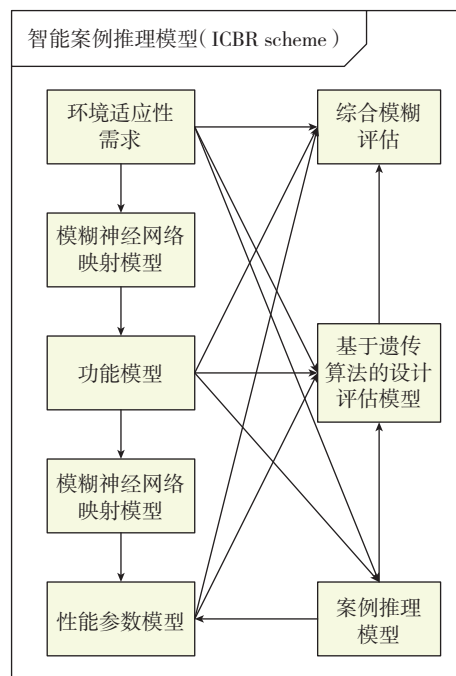 智能案例推理模型( ICBR scheme )
环境适应性
需求
综合模糊
评估
模糊神经网络
映射模型
功能模型
基于遗传
算法的设计
评估模型
模糊神经网络
映射模型
性能参数模型
案例推理
模型